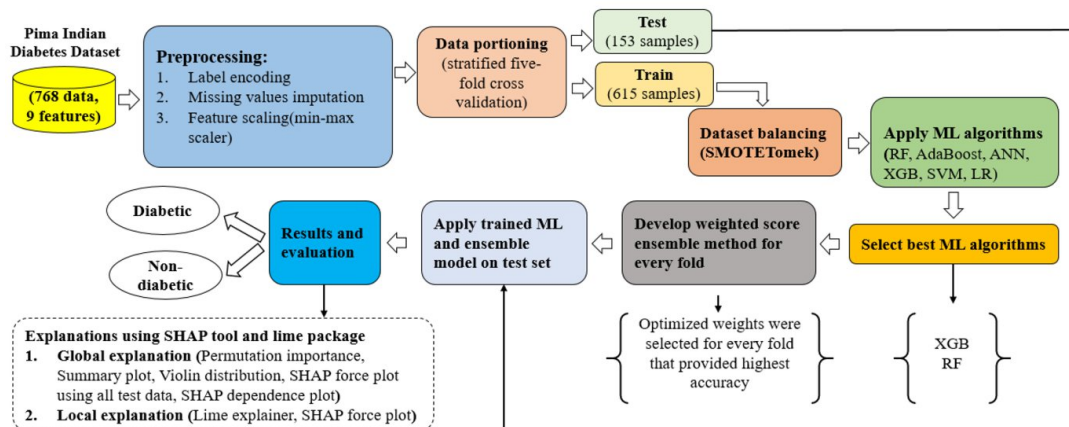 Pima Indian
Diabetes Dataset
(768 data,
9 features)
Preprocessing:
1. Label encoding
2. Missing values imputation
3. Feature scaling(min-max
scaler)
Data portioning
(stratified five-
fold cross
validation)
Test
(153 samples)
Train
(615 samples)
Dataset balancing
(SMOTETomek)
Apply ML algorithms
(RF, AdaBoost, ANN,
XGB, SVM, LR)
Select best ML algorithms
XGB
RF
Develop weighted score
ensemble method for
every fold
Optimized weights were
selected for every fold
that provided highest
accuracy
Apply trained ML
and ensemble
model on test set
Results and
evaluation
Diabetic
Non-
diabetic
Explanations using SHAP tool and lime package
1. Global explanation (Permutation importance,
Summary plot, Violin distribution, SHAP force plot
using all test data, SHAP dependence plot)
2. Local explanation (Lime explainer, SHAP force plot)